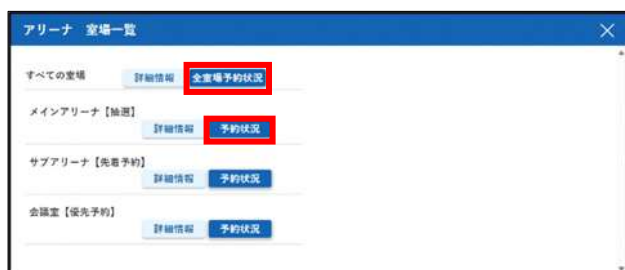 アリーナ 室場一覧
すべての室場 詳細情報 全室場予約状況
メインアリーナ【抽選】
詳細情報 予約状況
サブアリーナ【先着予約】
詳細情報 予約状況
会議室【優先予約】
詳細情報 予約状況